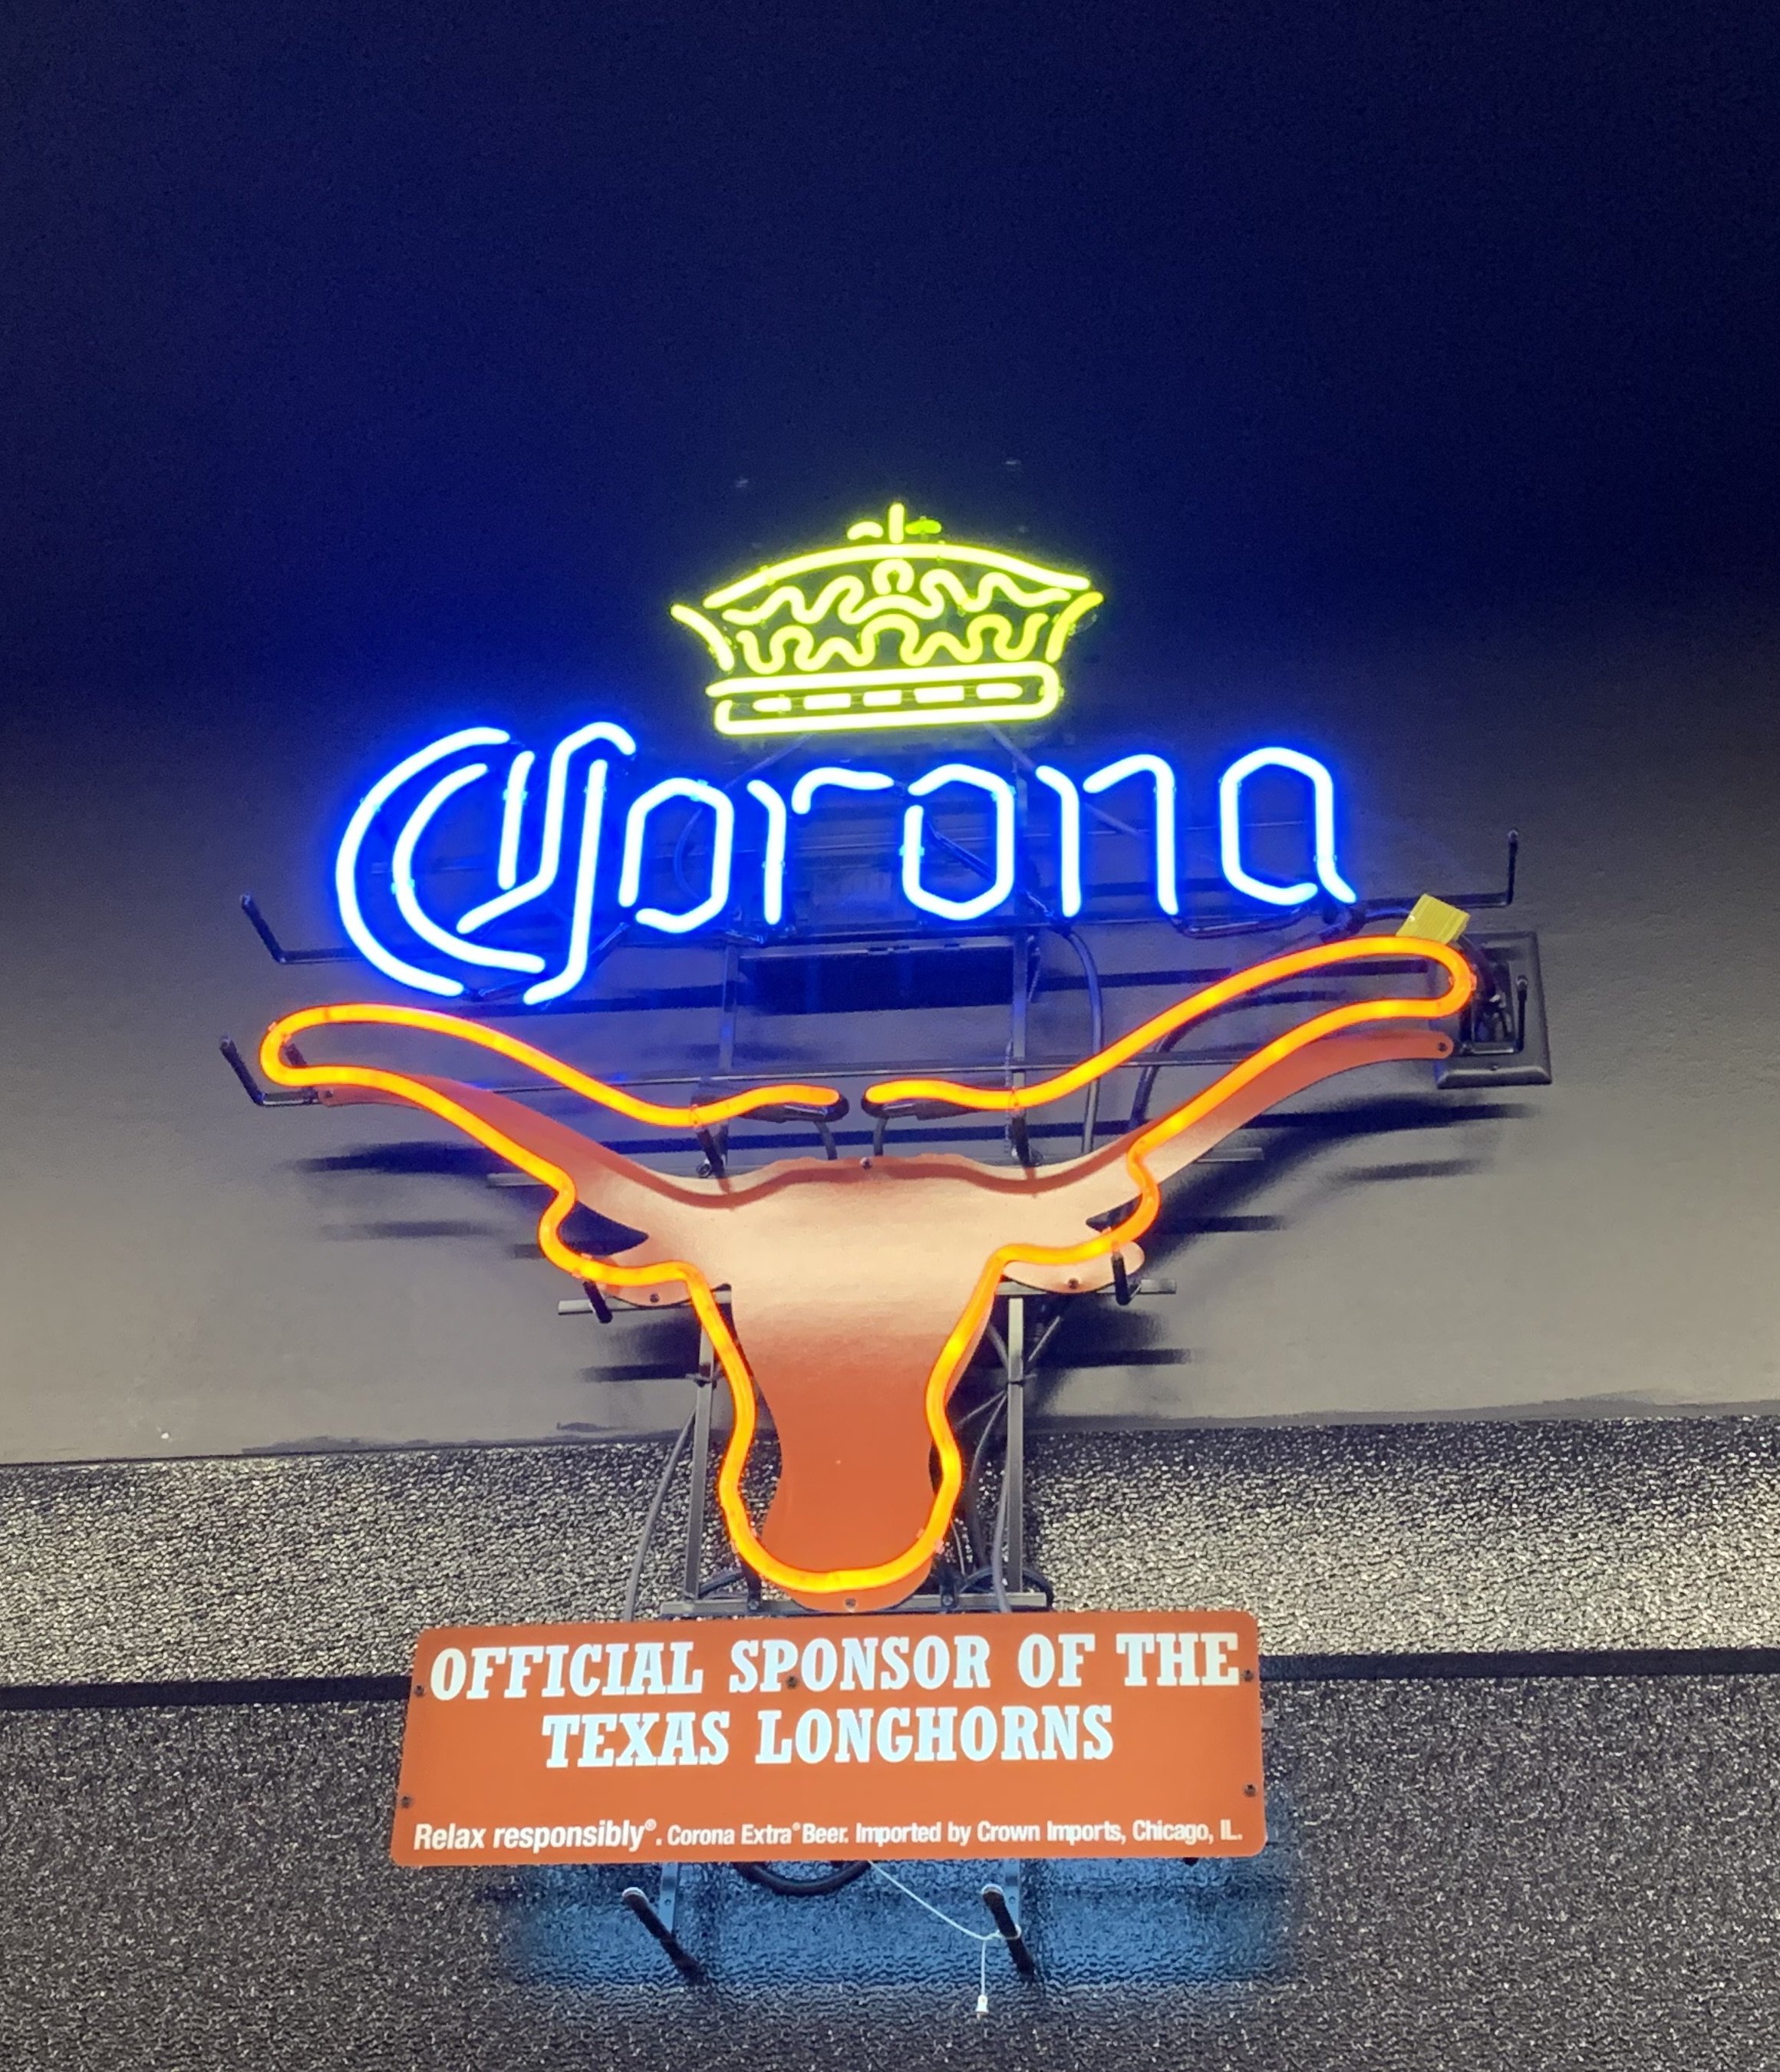 Corona
OFFICIAL SPONSOR OF THE
TEXAS LONGHORNS
Relax responsibly®. Corona Extra® Beer. Imported by Crown Imports, Chicago, IL.